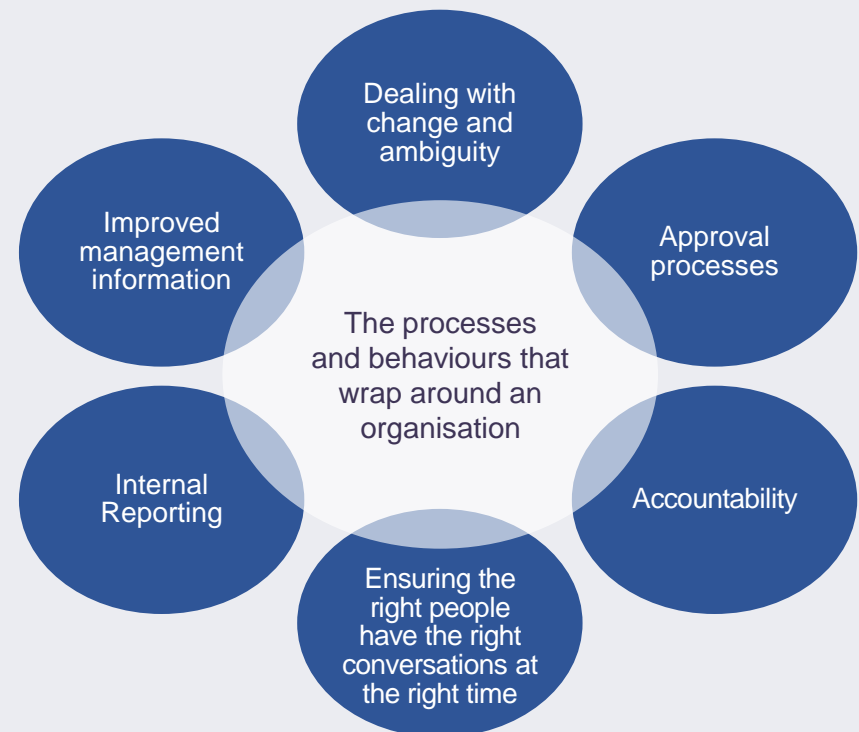 Dealing with
change and
ambiguity
Improved
management
information
Approval
processes
The processes
and behaviours that
wrap around an
organisation
Internal
Reporting
Accountability
Ensuring the
right people
have the right
conversations at
the right time